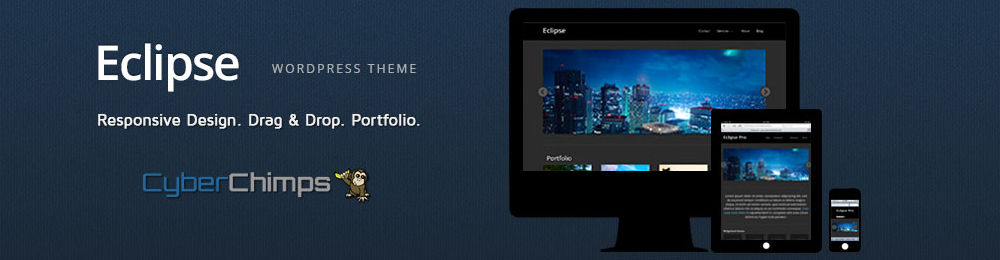 Eclipse
WORDPRESS THEME
Responsive Design. Drag & Drop. Portfolio.
CyberChimps
Eclipse
Contact Services About Blog
Portfolio
Eclipse Pro
Eclipse Pro